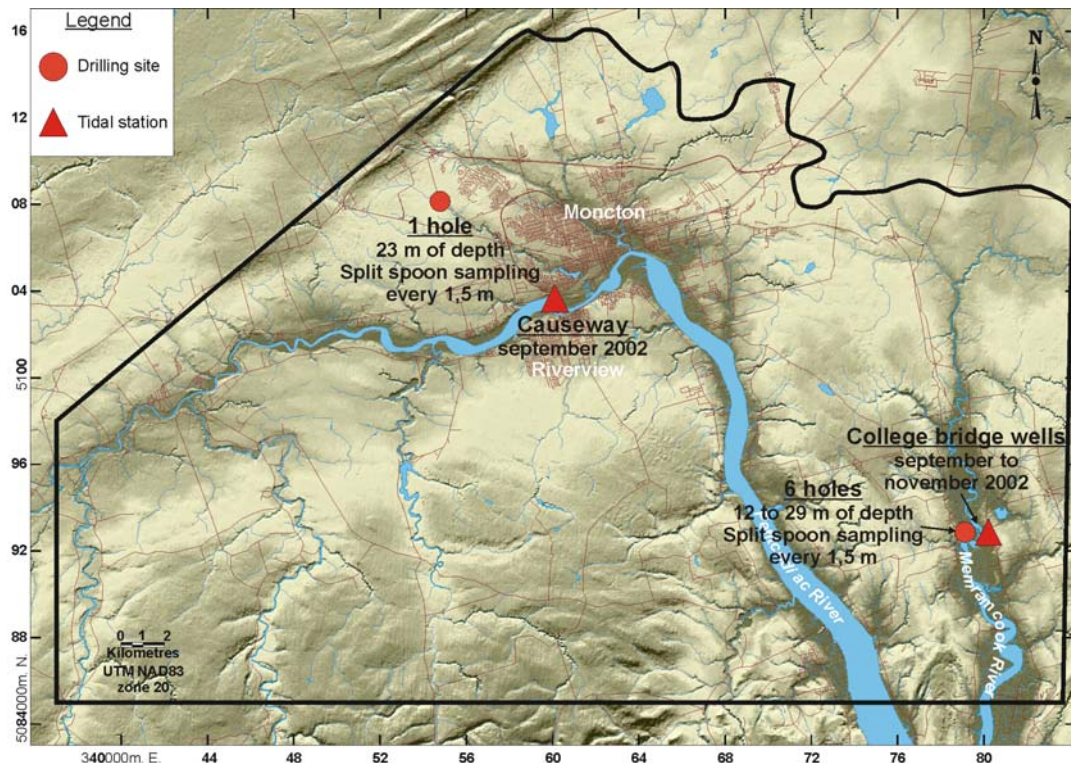 Legend
Drilling site
Tidal station
N
16
12
08
04
5100
96
92
88
5084000m. N.
Moncton
1 hole
23 m of depth
Split spoon sampling
every 1,5 m
Causeway
september 2002
Riverview
College bridge wells
september to
november 2002
6 holes
12 to 29 m of depth
Split spoon sampling
every 1,5 m
Memramcook River
River
0 1 2
Kilometres
UTM NAD83
zone 20
340000m. E.
44
48
52
56
60
64
68
72
76
80